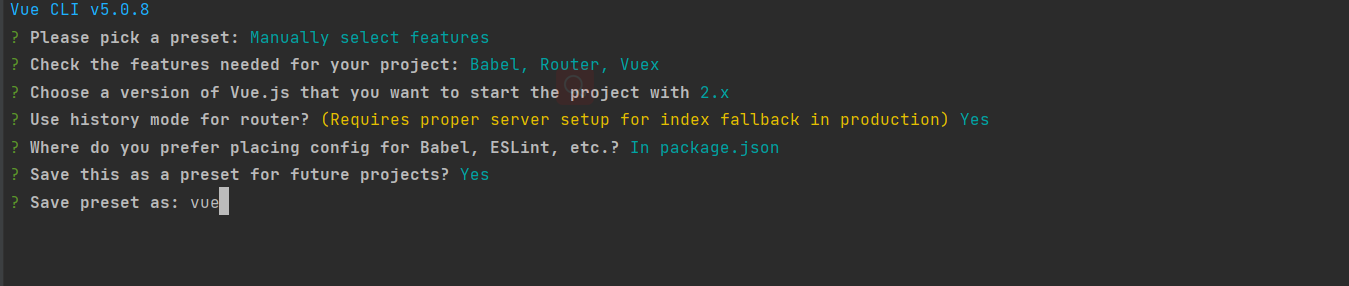 Vue CLI v5.0.8
? Please pick a preset: Manually select features
? Check the features needed for your project: Babel, Router, Vuex
? Choose a version of Vue.js that you want to start the project with 2.x
? Use history mode for router? (Requires proper server setup for index fallback in production) Yes
? Where do you prefer placing config for Babel, ESLint, etc.? In package.json
? Save this as a preset for future projects? Yes
? Save preset as: vue